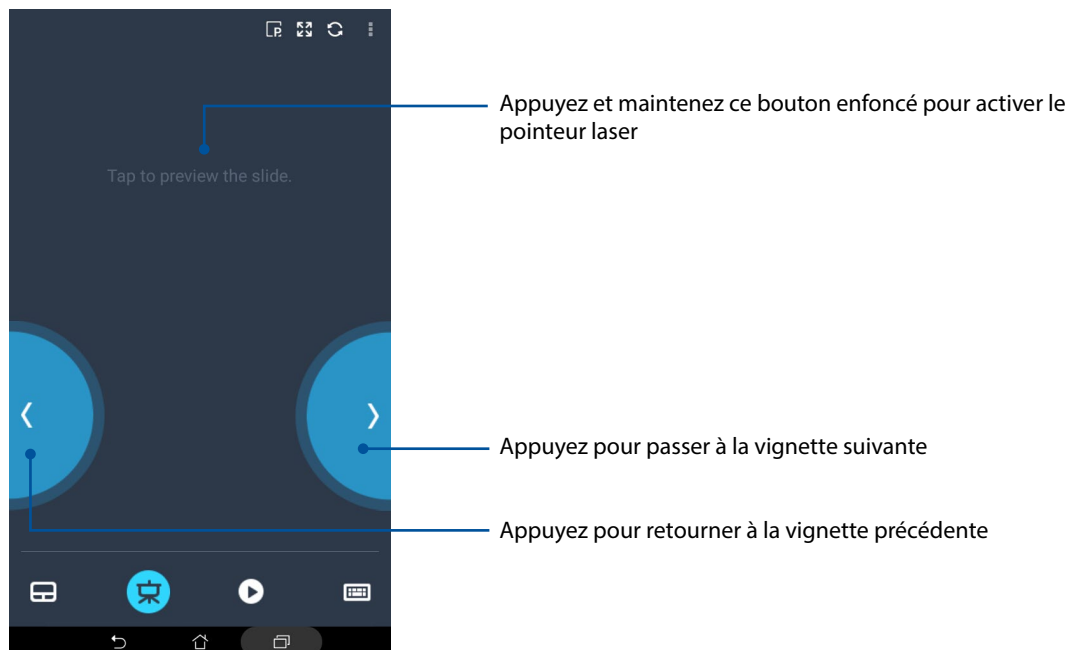 Appuyez et maintenez ce bouton enfoncé pour activer le
pointeur laser
Tap to preview the slide.
Appuyez pour passer à la vignette suivante
Appuyez pour retourner à la vignette précédente